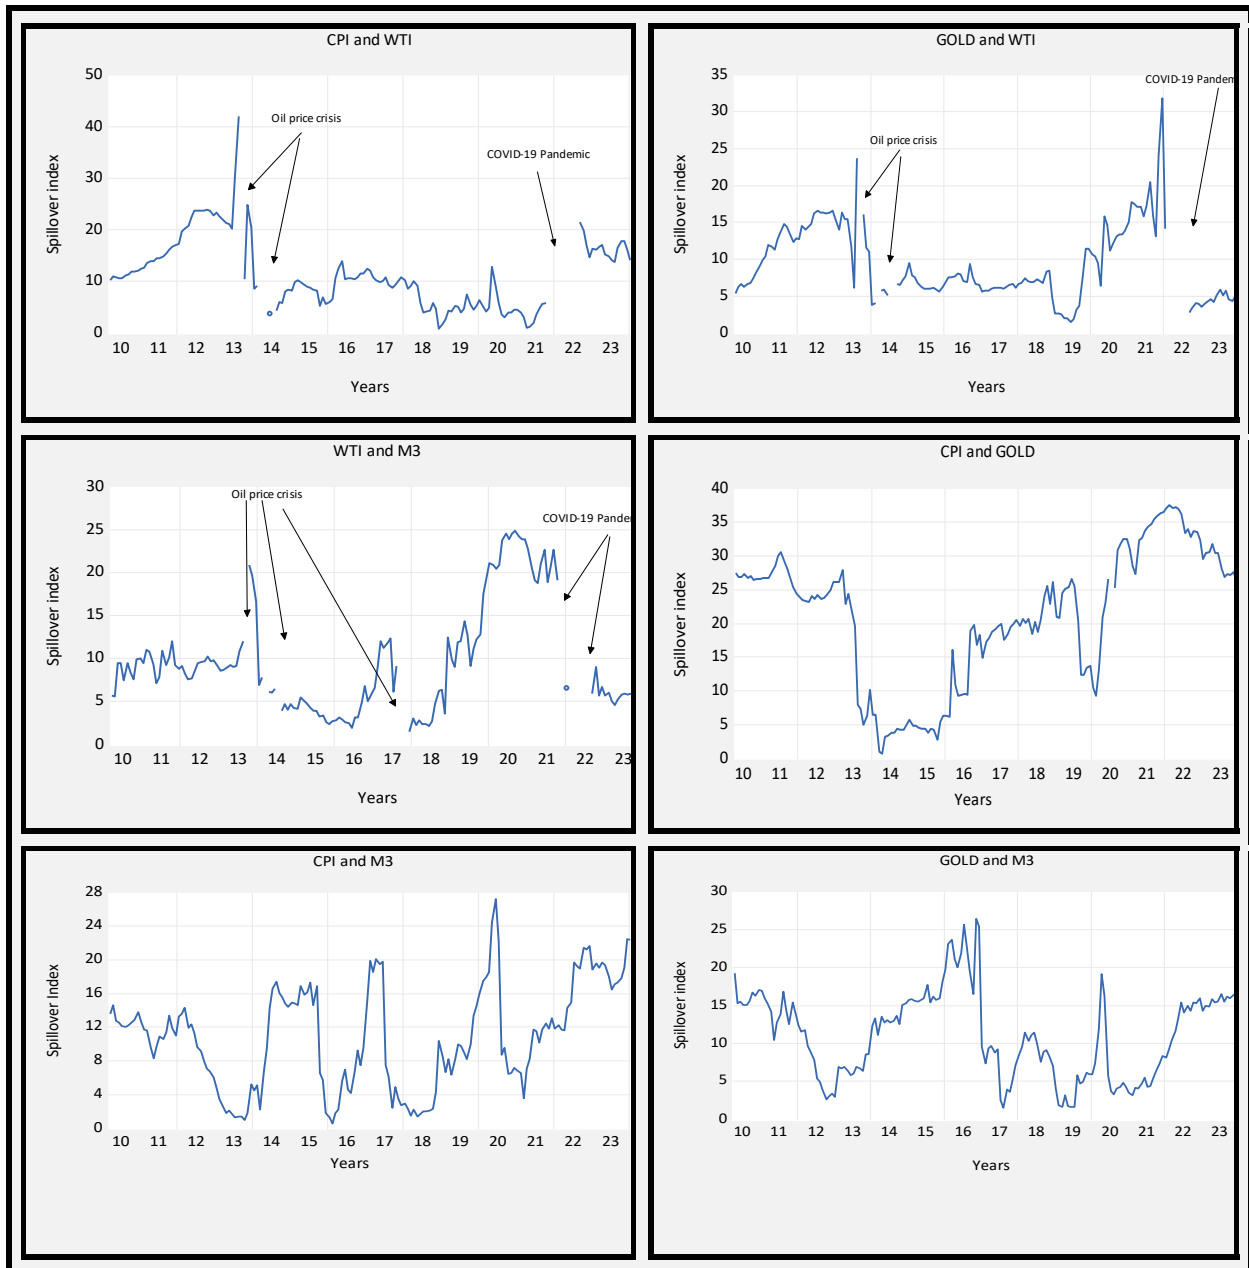 CPI and WTI
50
40
30
20
10
0
Spillover index
Oil price crisis
COVID-19 Pandemic
10 11 12 13 14 15 16 17 18 19 20 21 22 23
Years
GOLD and WTI
35
30
25
20
15
10
5
0
Spillover index
Oil price crisis
COVID-19 Pandem
10 11 12 13 14 15 16 17 18 19 20 21 22 23
Years
WTI and M3
30
25
20
15
10
5
0
Spillover index
Oil price crisis
COVID-19 Pande
10 11 12 13 14 15 16 17 18 19 20 21 22 23
Years
CPI and GOLD
40
35
30
25
20
15
10
5
0
Spillover index
10 11 12 13 14 15 16 17 18 19 20 21 22 23
Years
CPI and M3
28
24
20
16
12
8
4
0
Spillover Index
10 11 12 13 14 15 16 17 18 19 20 21 22 23
Years
GOLD and M3
30
25
20
15
10
5
0
Spillover index
10 11 12 13 14 15 16 17 18 19 20 21 22 23
Years